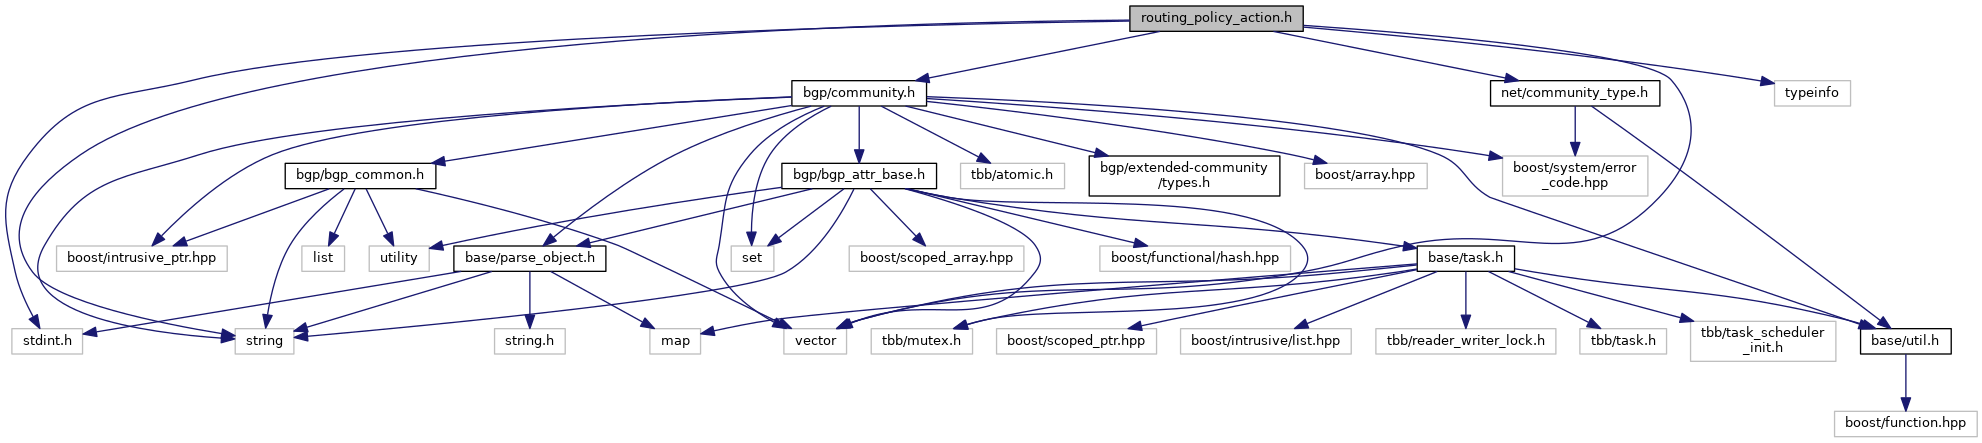 routing_policy_action.h
bgp/community.h
net/community_type.h
typeinfo
bgp/bgp_common.h
bgp/bgp_attr_base.h
tbb/atomic.h
bgp/extended-community
/types.h
boost/array.hpp
boost/system/error
_code.hpp
boost/intrusive_ptr.hpp
list
utility
base/parse_object.h
set
boost/scoped_array.hpp
boost/functional/hash.hpp
base/task.h
stdint.h
string
string.h
map
vector
tbb/mutex.h
boost/scoped_ptr.hpp
boost/intrusive/list.hpp
tbb/reader_writer_lock.h
tbb/task.h
tbb/task_scheduler
_init.h
base/util.h
boost/function.hpp